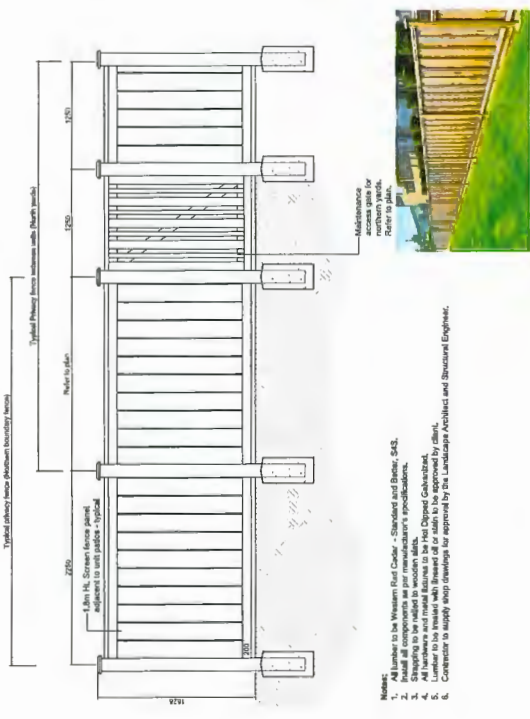 Typical privacy fence (Northern boundary fence)
Typical Privacy fence between units (North yards)
2250
Refer to plan
1250
1250
1.8m Ht. Screen fence panel
adjacent to unit patios - typical
200
1828
Maintenance
access gate for
northern yards.
Refer to plan.
Notes:
1. All lumber to be Western Red Cedar - Standard and Better, S4S.
2. Install all components as per manufacturer's specifications.
3. Strapping to be nailed to wooden slats.
4. All hardware and metal fixtures to be Hot Dipped Galvanized.
5. Lumber to be treated with linseed oil or stain to be approved by client.
6. Contractor to supply shop drawings for approval by the Landscape Architect and Structural Engineer.